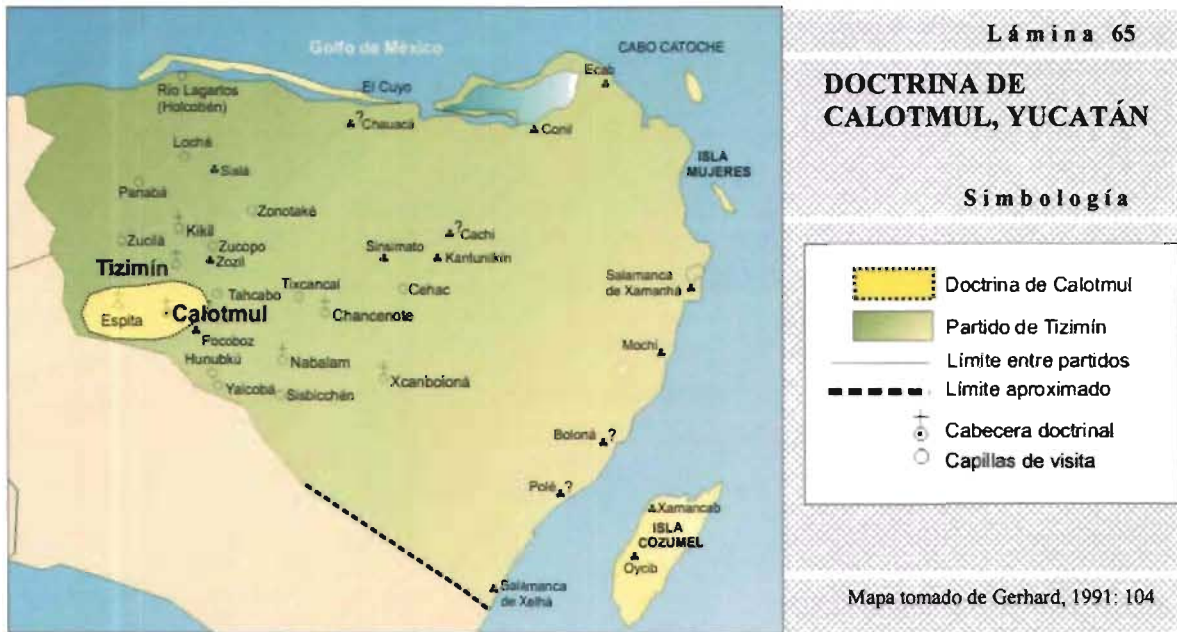 Golfo de México
CABO CATOCHE
Ecab
Río Lagartos
(Holcobén)
El Cuyo
? Chauacá
Conil
Loché
Sialá
ISLA
MUJERES
Panabá
Zonotaké
Kikil
? Cachi
Zucilá
Zucopo
Sinsimato
Kantunikin
Tizimín
Zozil
Salamanca
de Xamanhá
Tahcabo
Tixcancal
Cehac
Espita
Calotmul
Chancenote
Focoboz
Mochi
Hunubkú
Nabalam
Xcanboloná
Yalcobá
Sisbicchén
Boloná ?
Polé ?
Xamancab
ISLA
COZUMEL
Oycib
Salamanca
de Xelhá
Lámina 65
DOCTRINA DE
CALOTMUL, YUCATÁN
Simbología
Doctrina de Calotmul
Partido de Tizimín
Límite entre partidos
Límite aproximado
Cabecera doctrinal
Capillas de visita
Mapa tomado de Gerhard, 1991: 104